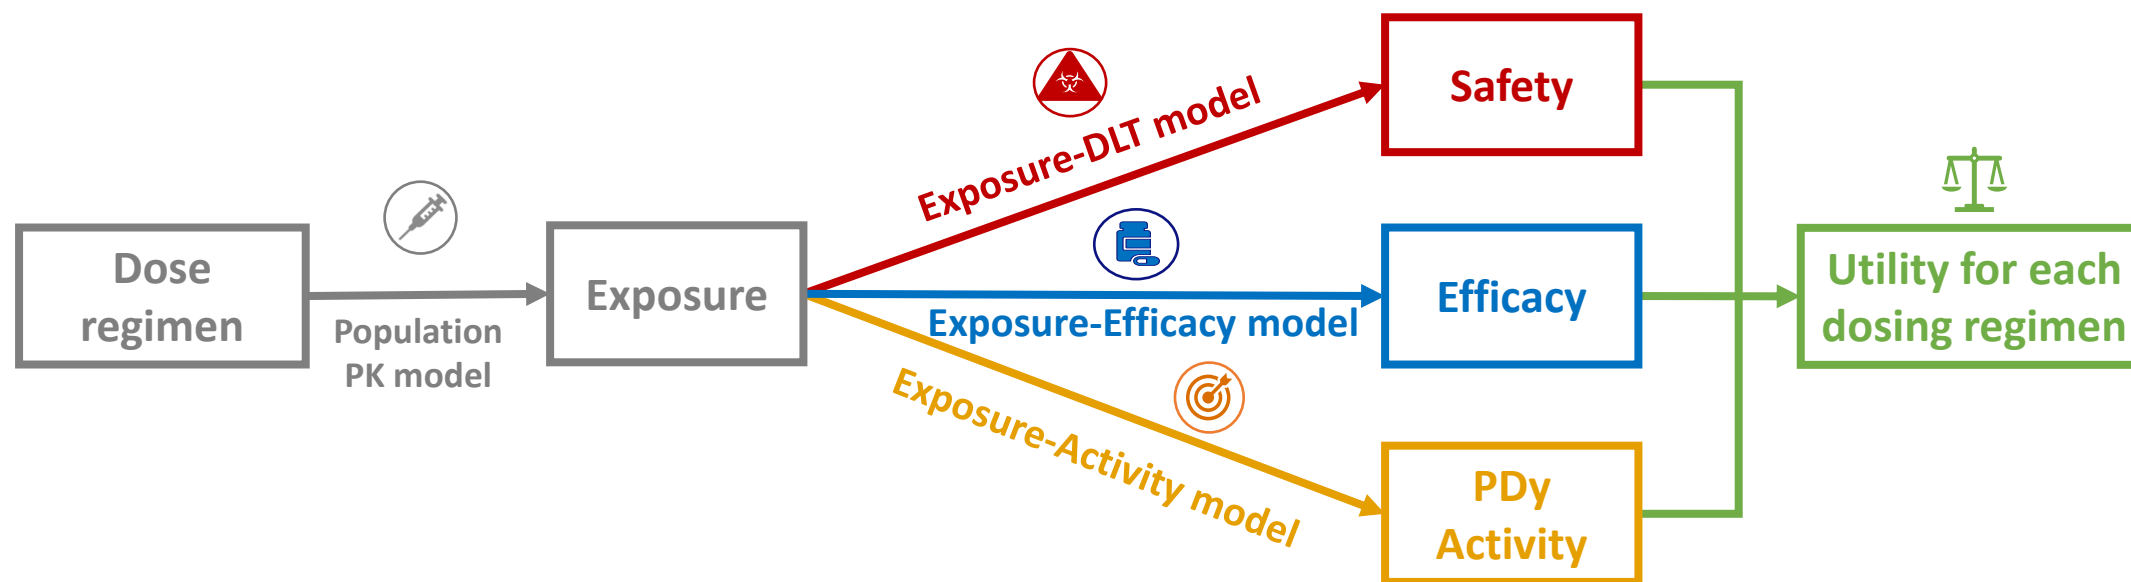 Dose
regimen
Population
PK model
Exposure
Exposure-DLT model
Exposure-Efficacy model
Exposure-Activity model
Safety
Efficacy
PDy
Activity
Utility for each
dosing regimen